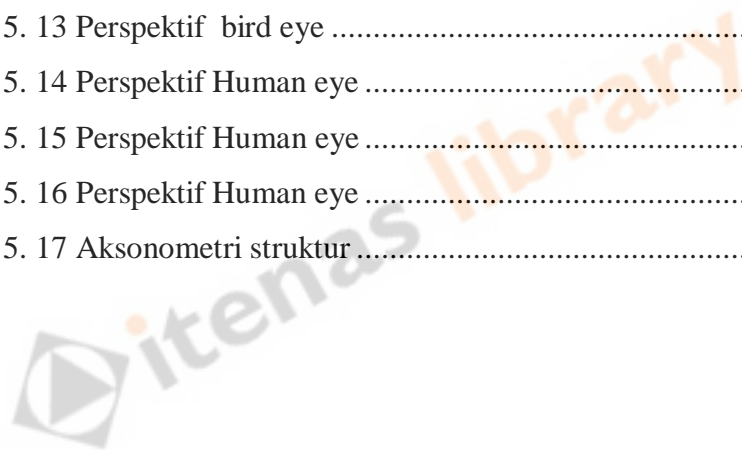 5. 13 Perspektif  bird eye ..................................................
5. 14 Perspektif Human eye ..............................................
5. 15 Perspektif Human eye ..............................................
5. 16 Perspektif Human eye ..............................................
5. 17 Aksonometri struktur ...............................................
itenas library